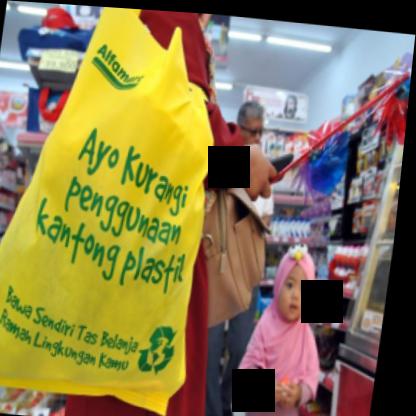 Alfamart
Ayo Kurangi
penggunaan
kantong plastik
Bawa Sendiri Tas Belanja
Ramah Lingkungan Kamu